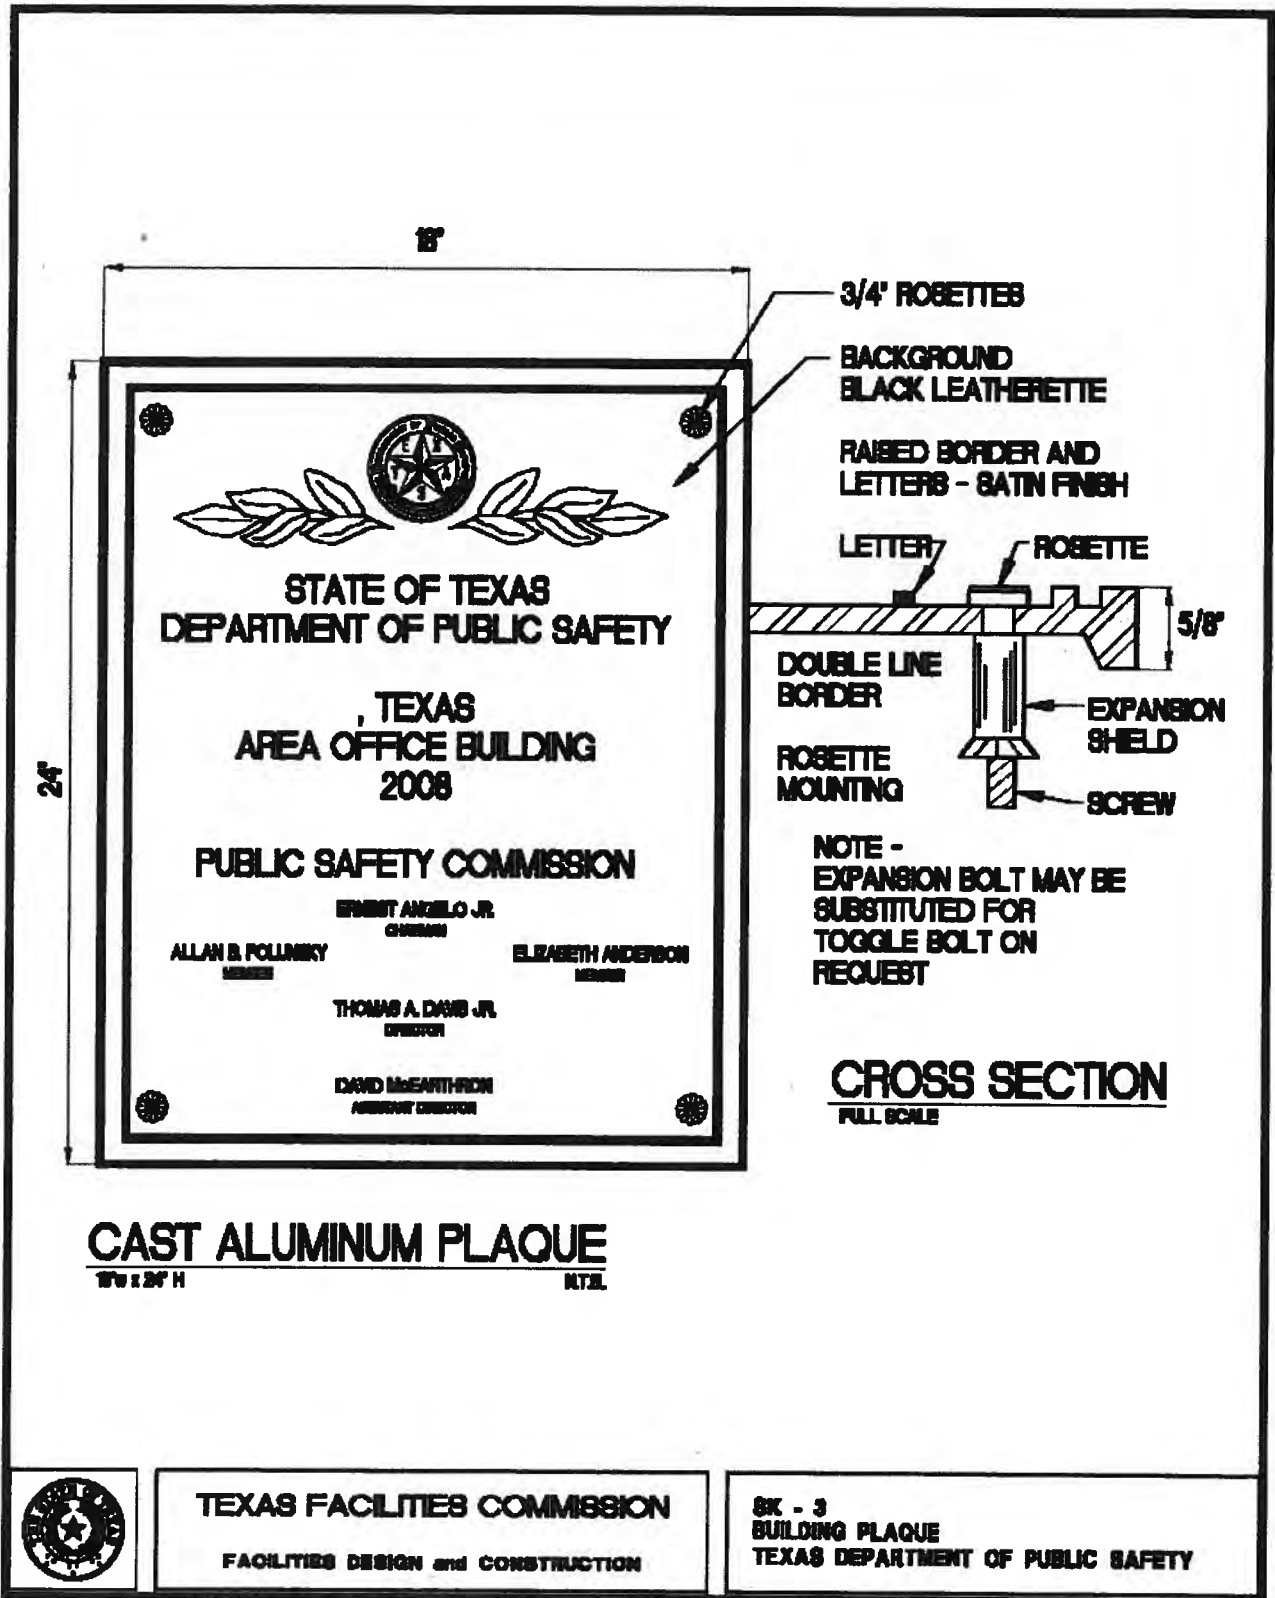 18"
3/4" ROSETTES
BACKGROUND
BLACK LEATHERETTE
RAISED BORDER AND
LETTERS - SATIN FINISH
LETTER
ROSETTE
5/8"
24"
STATE OF TEXAS
DEPARTMENT OF PUBLIC SAFETY
, TEXAS
AREA OFFICE BUILDING
2008
PUBLIC SAFETY COMMISSION
ERNEST ANGELO JR.
CHAIRMAN
ALLAN B. POLUNSKY
MEMBER
ELIZABETH ANDERSON
MEMBER
THOMAS A. DAVIS JR.
DIRECTOR
DAVID McEARTHRON
ASSISTANT DIRECTOR
DOUBLE LINE
BORDER
EXPANSION
SHIELD
ROSETTE
MOUNTING
SCREW
NOTE -
EXPANSION BOLT MAY BE
SUBSTITUTED FOR
TOGGLE BOLT ON
REQUEST
CROSS SECTION
FULL SCALE
CAST ALUMINUM PLAQUE
18"w x 24" H
N.T.S.
TEXAS FACILITIES COMMISSION
FACILITIES DESIGN and CONSTRUCTION
SK - 3
BUILDING PLAQUE
TEXAS DEPARTMENT OF PUBLIC SAFETY